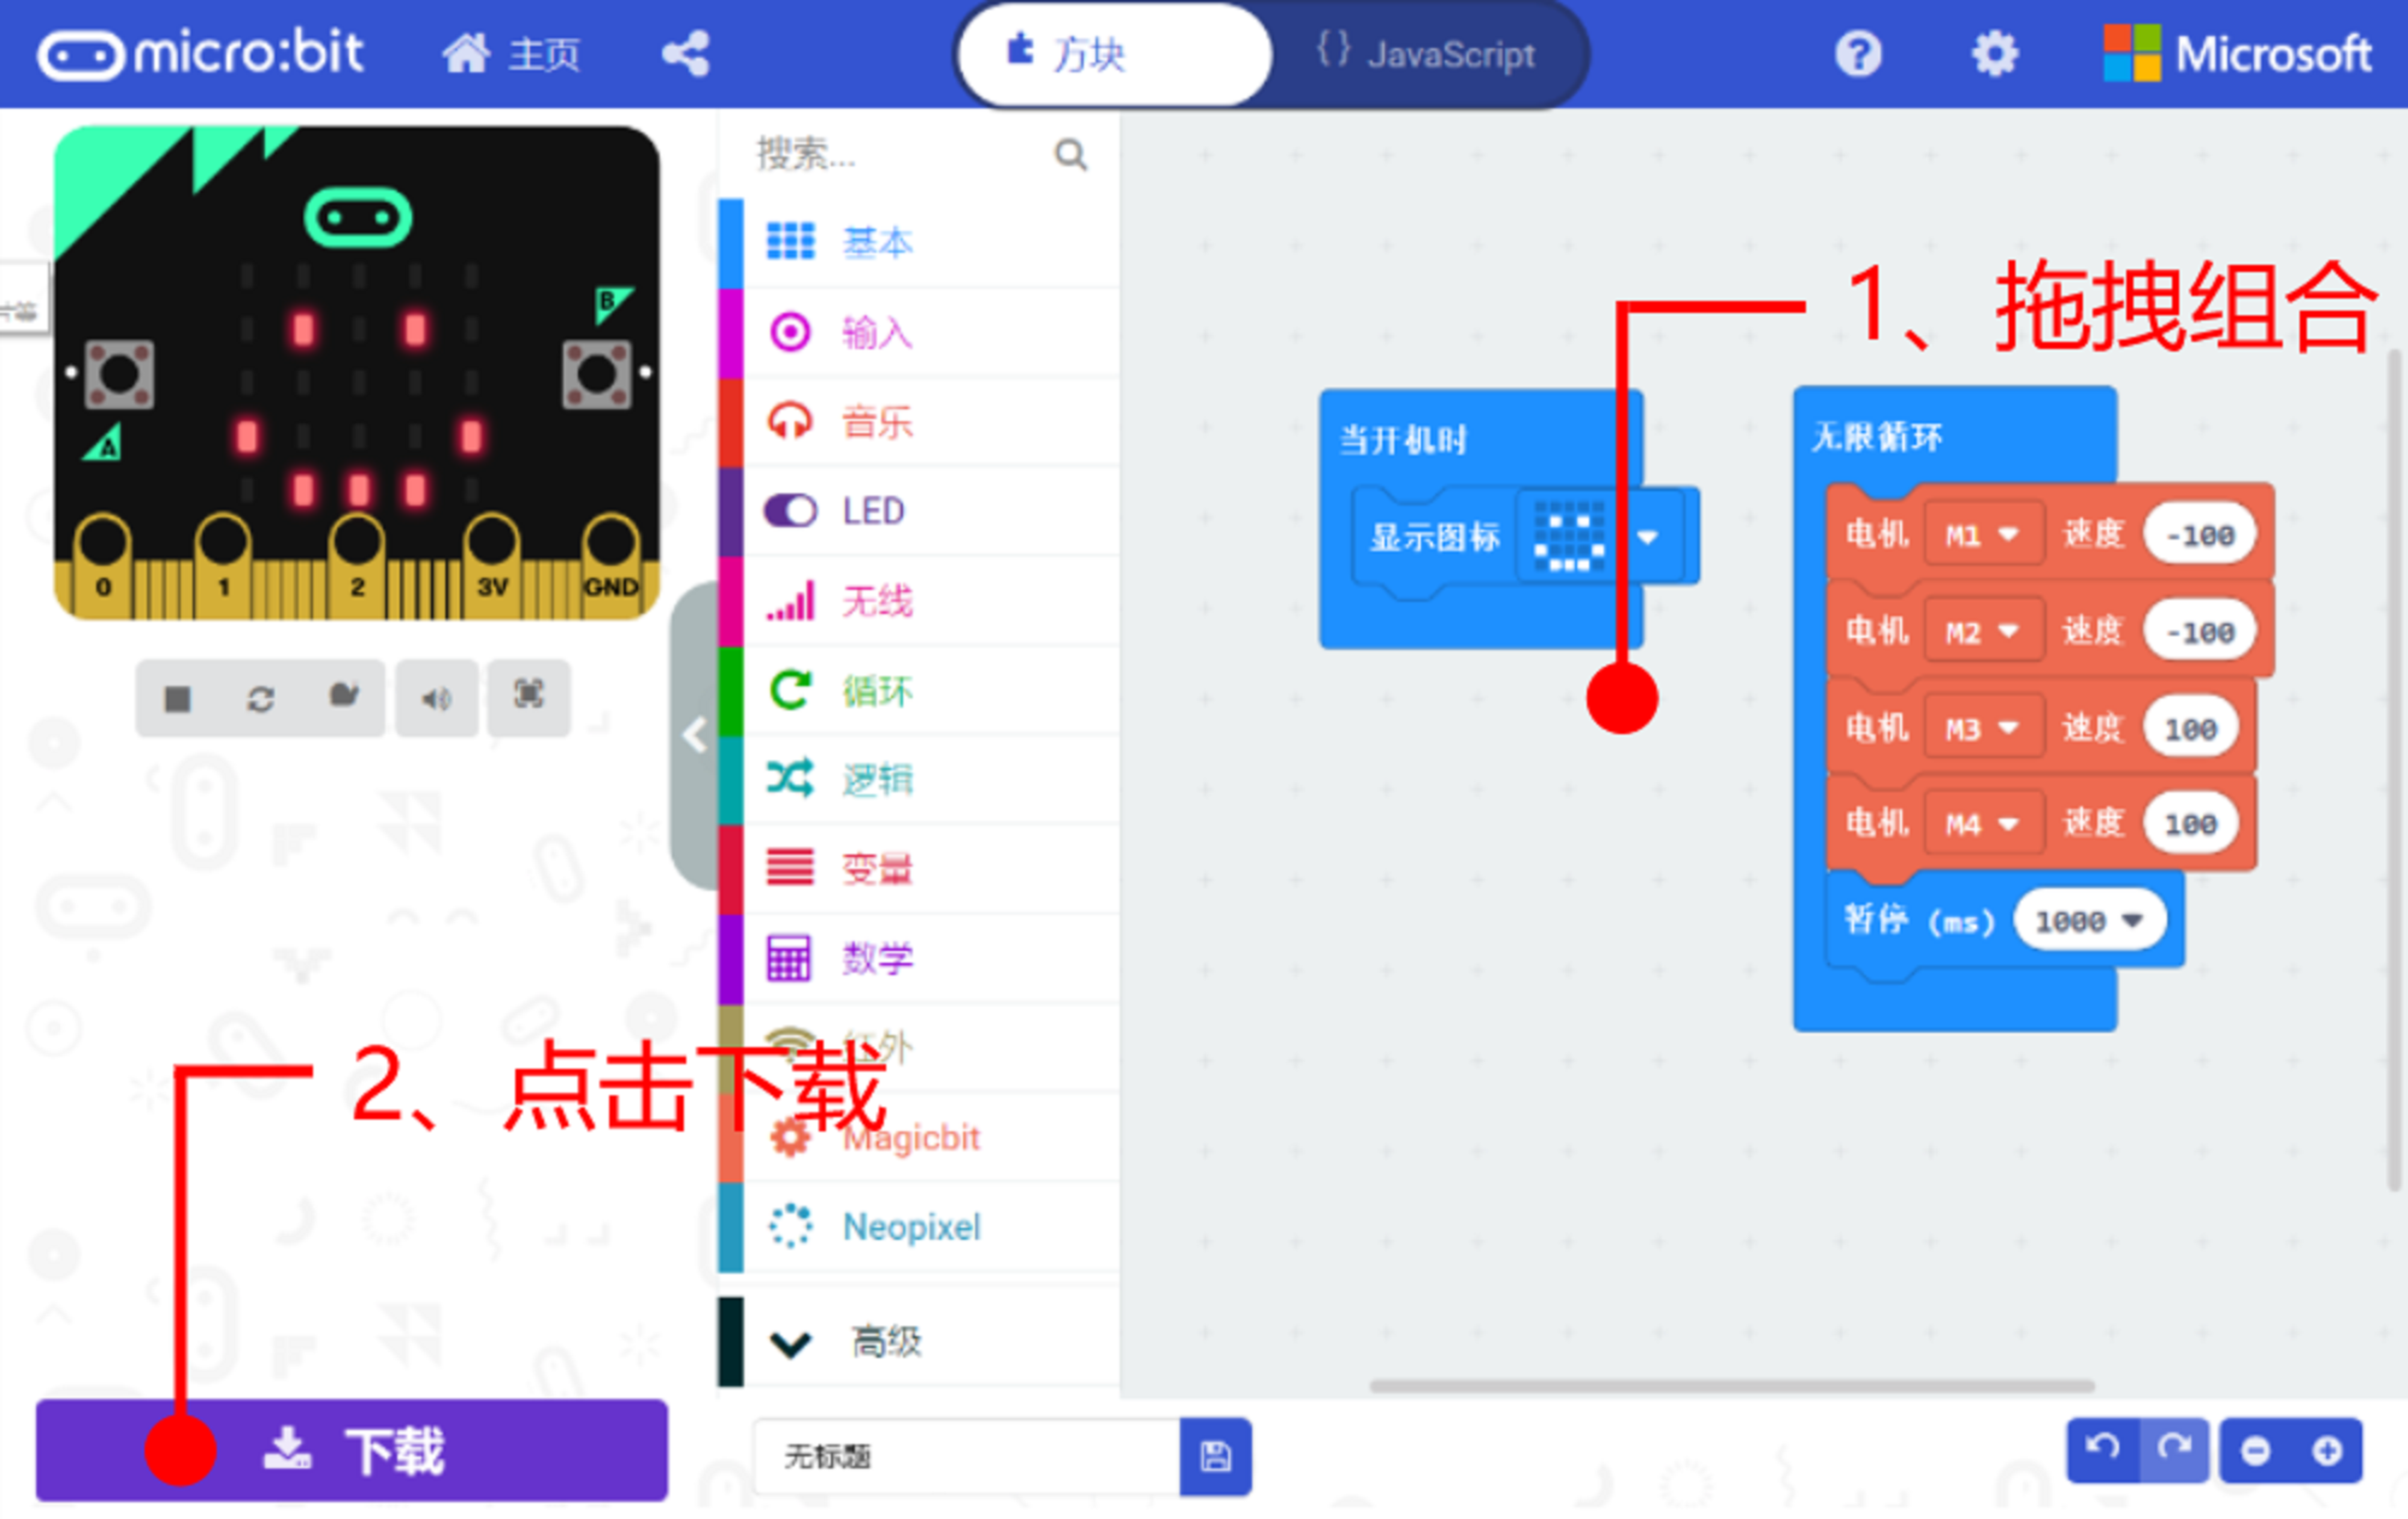 micro:bit 主页 方块 {} JavaScript Microsoft
搜索...
基本
输入
音乐
LED
无线
循环
逻辑
变量
数学
红外
Magicbit
Neopixel
高级
B
A
0 1 2 3V GND
1、拖拽组合
当开机时
显示图标
无限循环
电机 M1 速度 -100
电机 M2 速度 -100
电机 M3 速度 100
电机 M4 速度 100
暂停 (ms) 1000
2、点击下载
下载
无标题